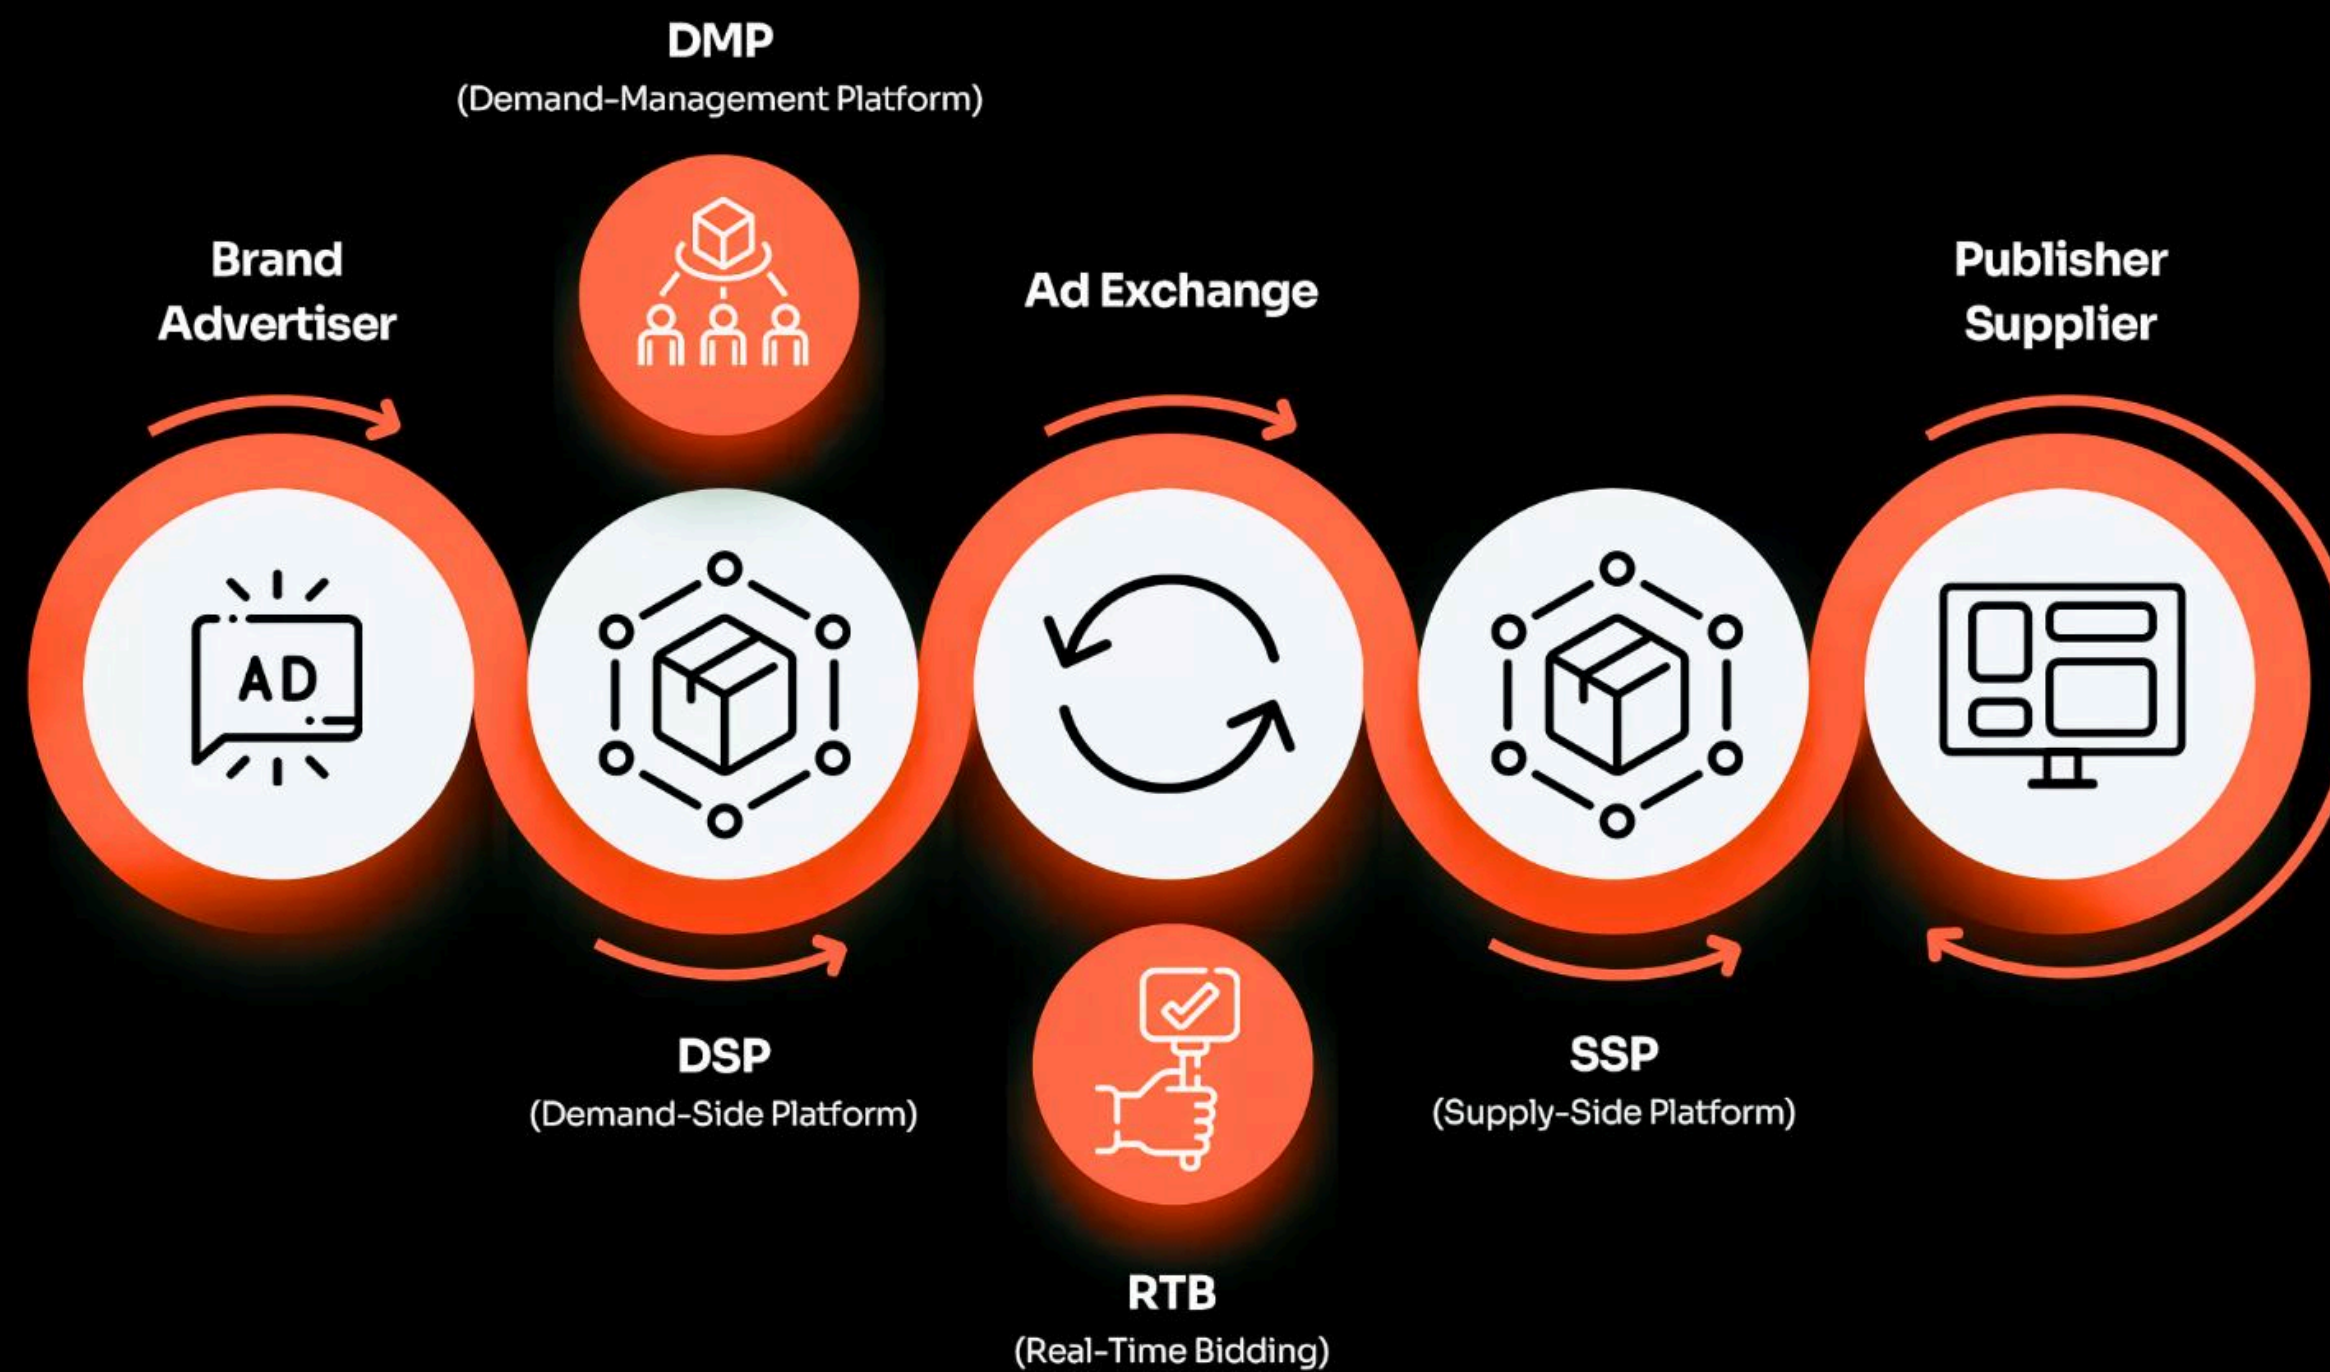 DMP
(Demand-Management Platform)
Brand
Advertiser
Ad Exchange
Publisher
Supplier
AD
DSP
(Demand-Side Platform)
SSP
(Supply-Side Platform)
RTB
(Real-Time Bidding)